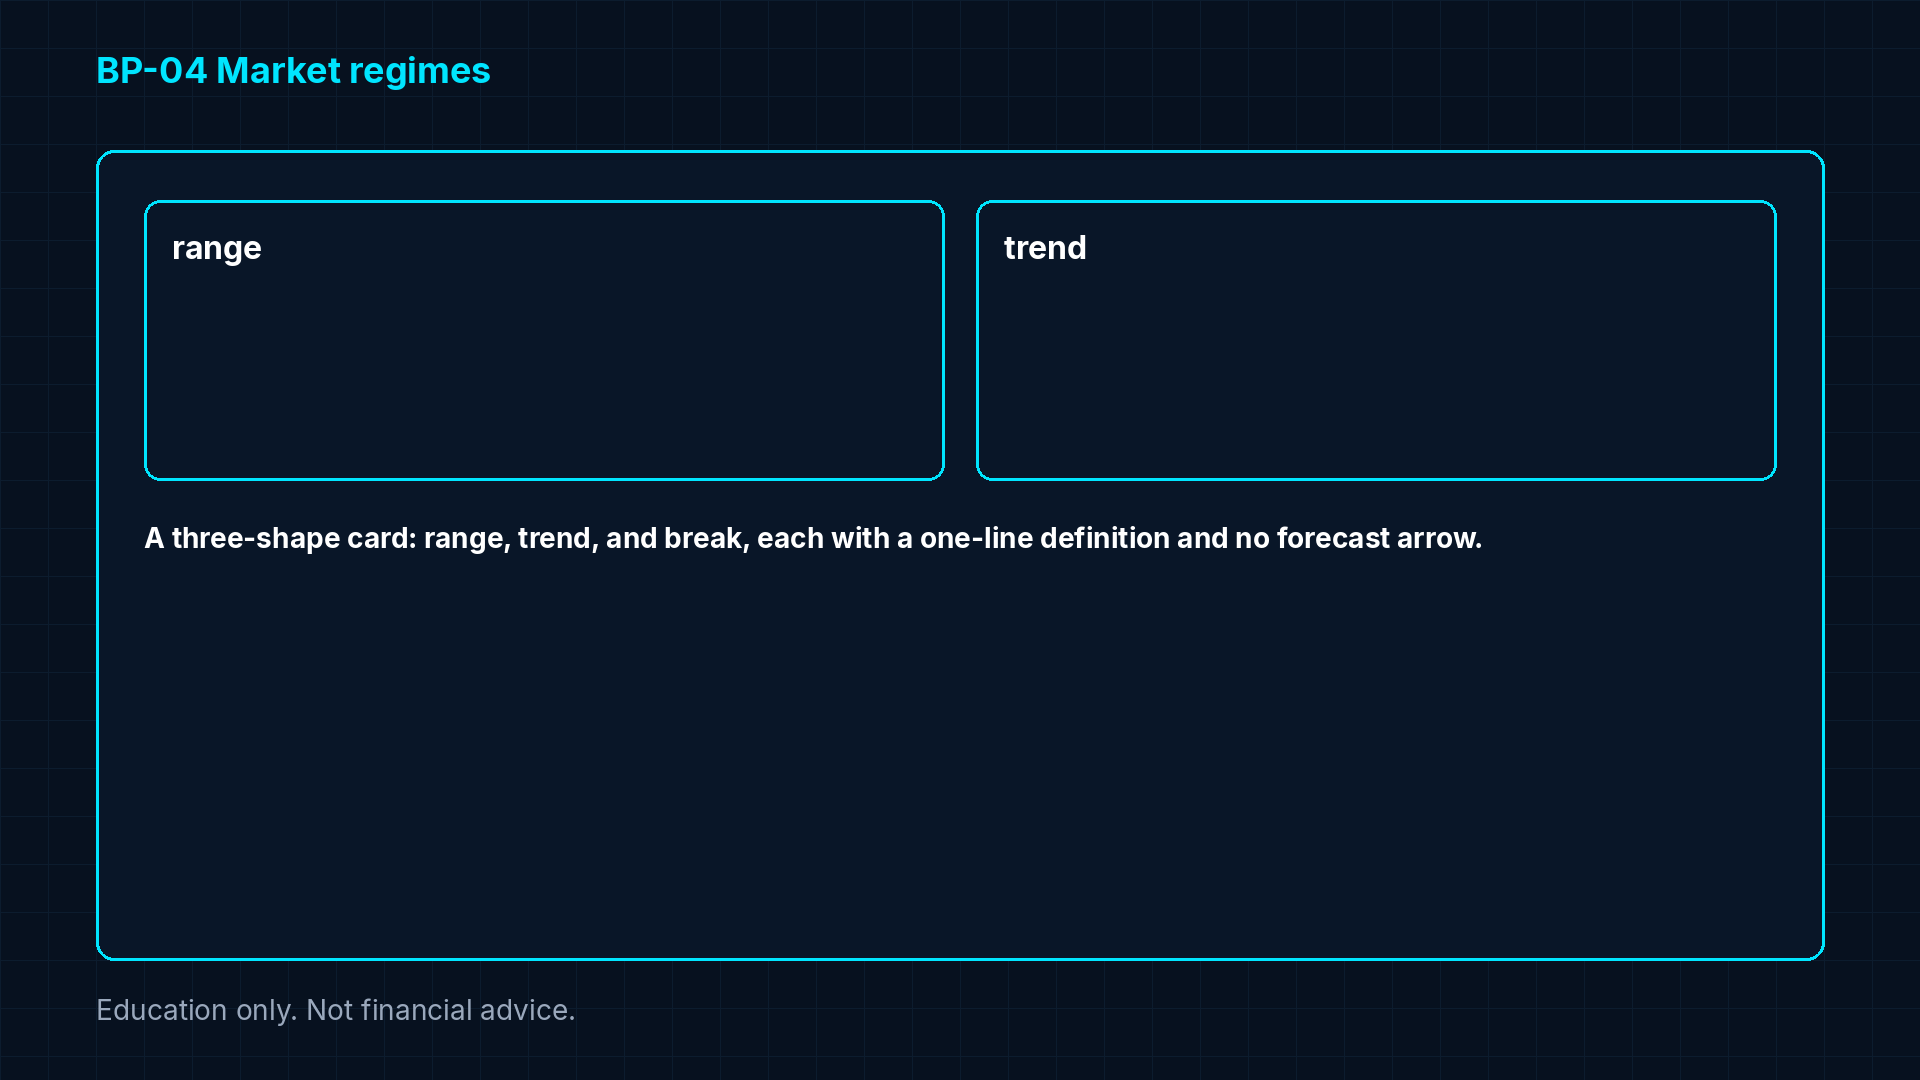 BP-04 Market regimes
range
trend
A three-shape card: range, trend, and break, each with a one-line definition and no forecast arrow.
Education only. Not financial advice.